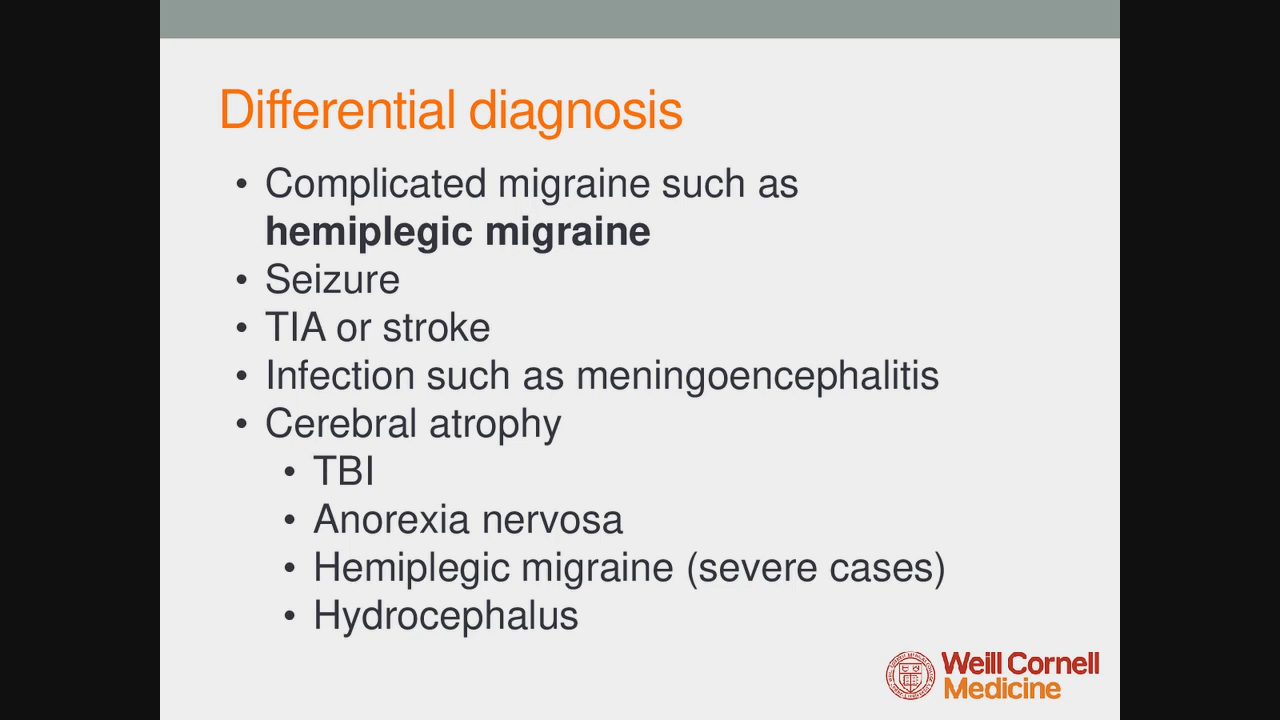 Differential diagnosis
• Complicated migraine such as
hemiplegic migraine
• Seizure
• TIA or stroke
• Infection such as meningoencephalitis
• Cerebral atrophy
• TBI
• Anorexia nervosa
• Hemiplegic migraine (severe cases)
• Hydrocephalus
Weill Cornell
Medicine